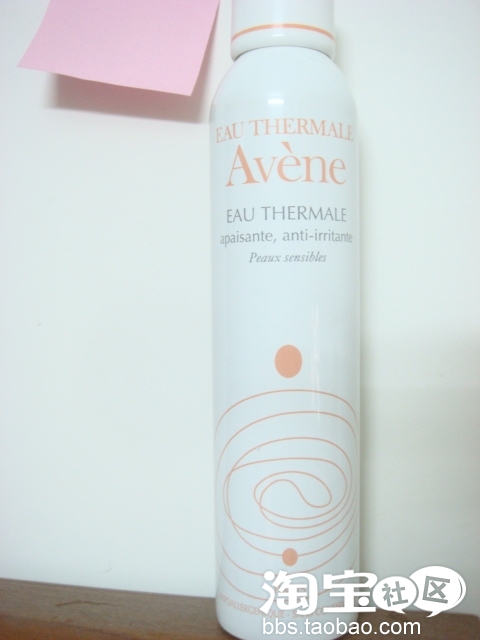 EAU THERMALE
Avène
EAU THERMALE
apaisante, anti-irritante
Peaux sensibles
淘宝社区
bbs.taobao.com